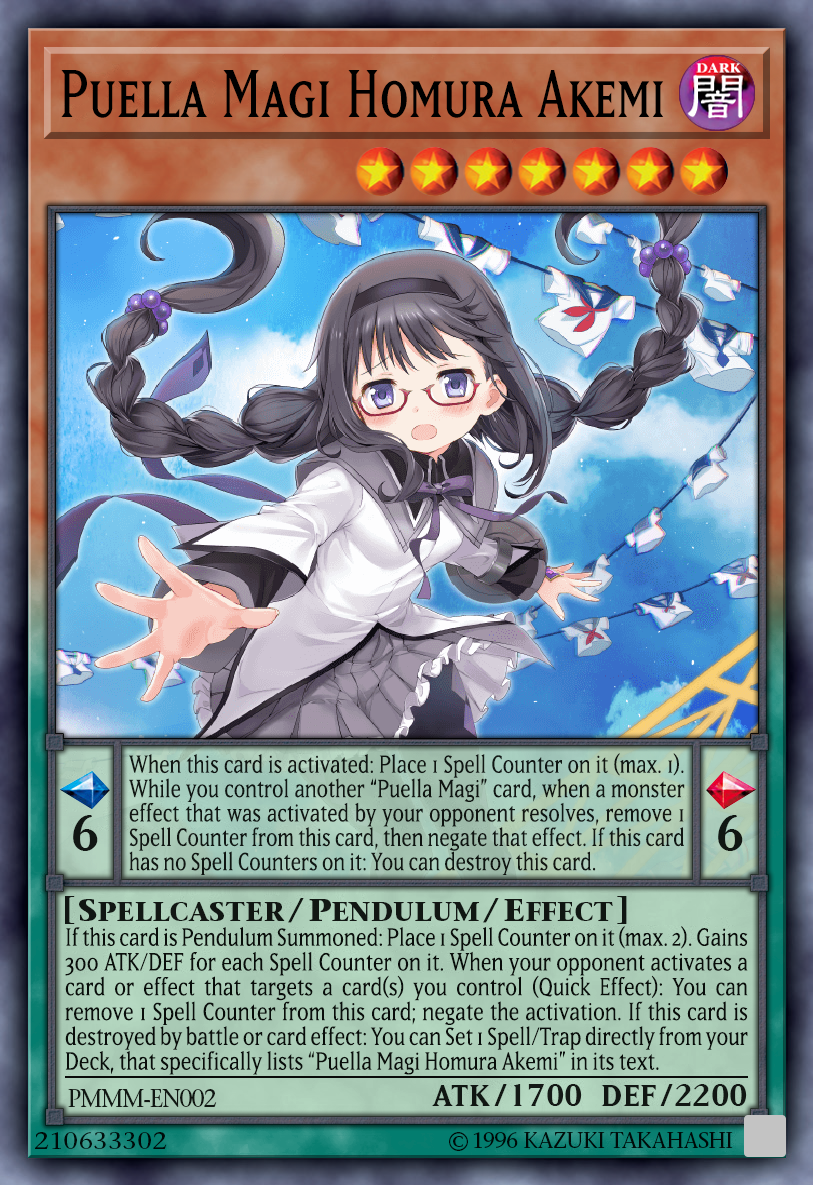 Puella Magi Homura Akemi
DARK
闇
When this card is activated: Place 1 Spell Counter on it (max. 1).
While you control another “Puella Magi” card, when a monster
effect that was activated by your opponent resolves, remove 1
Spell Counter from this card, then negate that effect. If this card
has no Spell Counters on it: You can destroy this card.
6
6
[Spellcaster/Pendulum/Effect]
If this card is Pendulum Summoned: Place 1 Spell Counter on it (max. 2). Gains
300 ATK/DEF for each Spell Counter on it. When your opponent activates a
card or effect that targets a card(s) you control (Quick Effect): You can
remove 1 Spell Counter from this card; negate the activation. If this card is
destroyed by battle or card effect: You can Set 1 Spell/Trap directly from your
Deck, that specifically lists “Puella Magi Homura Akemi” in its text.
PMMM-EN002
ATK/1700 DEF/2200
210633302
© 1996 KAZUKI TAKAHASHI